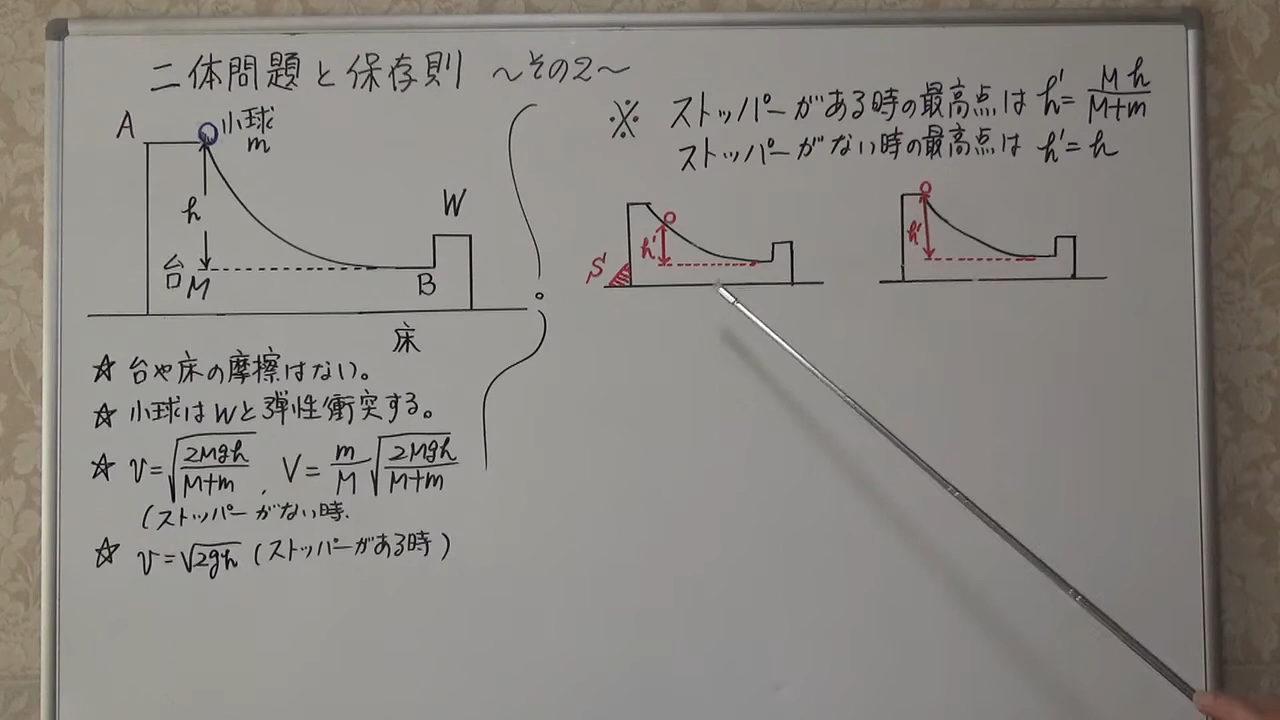 二体問題と保存則 〜その2〜
A
小球
m
h
W
台
M
B
床
☆ 台や床の摩擦はない。
☆ 小球はWと弾性衝突する。
☆ v=√(2Mgh/(M+m)), V=m/M √(2Mgh/(M+m))
(ストッパーがない時.
☆ v=√2gh (ストッパーがある時)
※ ストッパーがある時の最高点は h'=Mh/(M+m)
ストッパーがない時の最高点は h'=h
S
h'
h'